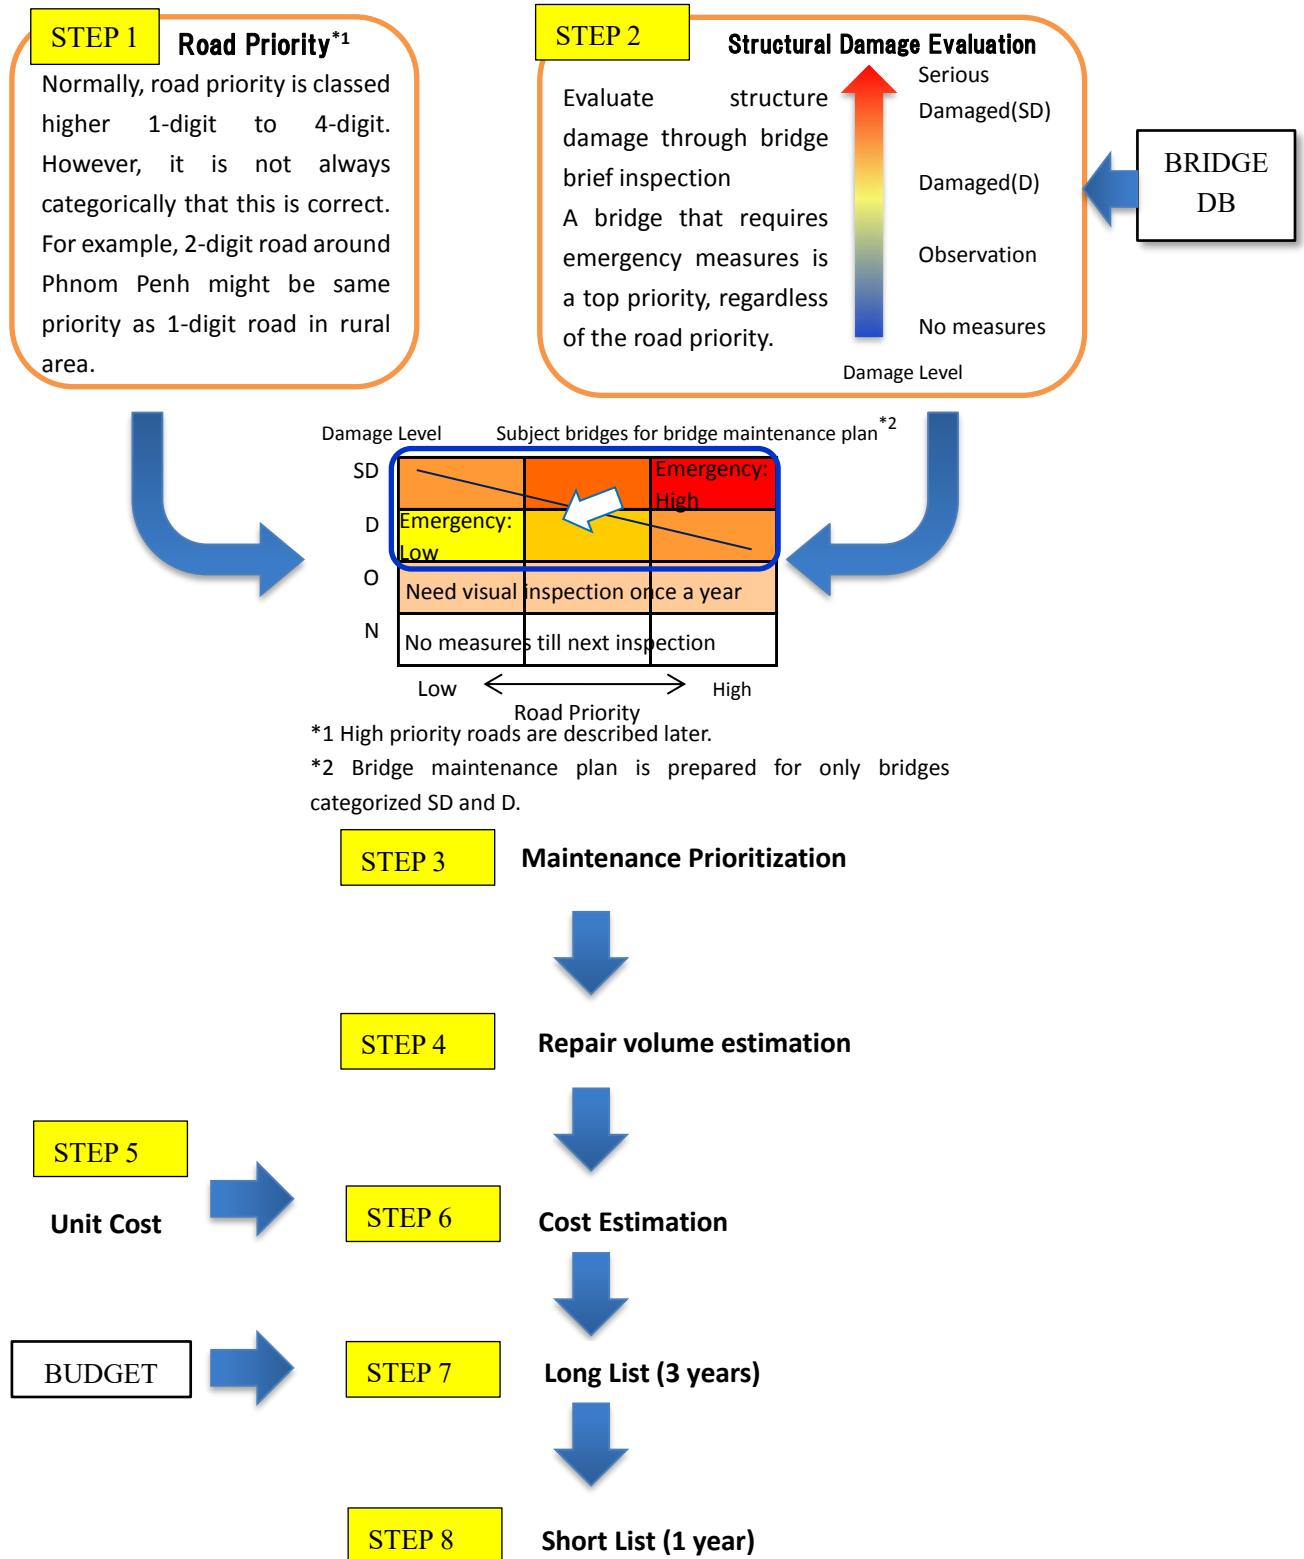 STEP 1
Road Priority*1
Normally, road priority is classed
higher 1-digit to 4-digit.
However, it is not always
categorically that this is correct.
For example, 2-digit road around
Phnom Penh might be same
priority as 1-digit road in rural
area.
STEP 2
Structural Damage Evaluation
Evaluate structure
damage through bridge
brief inspection
A bridge that requires
emergency measures is
a top priority, regardless
of the road priority.
Serious
Damaged(SD)
Damaged(D)
Observation
No measures
Damage Level
BRIDGE
DB
Damage Level
Subject bridges for bridge maintenance plan*2
SD
Emergency:
High
D
Emergency:
Low
O
Need visual inspection once a year
N
No measures till next inspection
Low
High
Road Priority
*1 High priority roads are described later.
*2 Bridge maintenance plan is prepared for only bridges
categorized SD and D.
STEP 3
Maintenance Prioritization
STEP 4
Repair volume estimation
STEP 5
Unit Cost
STEP 6
Cost Estimation
BUDGET
STEP 7
Long List (3 years)
STEP 8
Short List (1 year)